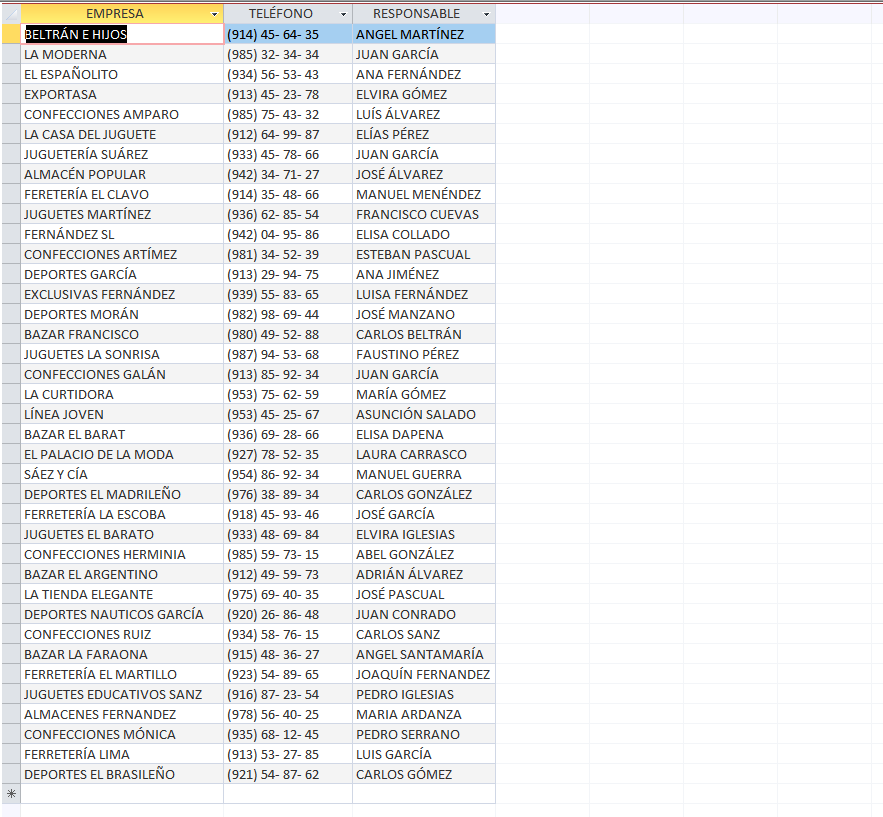 EMPRESA TELÉFONO RESPONSABLE
BELTRÁN E HIJOS (914) 45- 64- 35 ANGEL MARTÍNEZ
LA MODERNA (985) 32- 34- 34 JUAN GARCÍA
EL ESPAÑOLITO (934) 56- 53- 43 ANA FERNÁNDEZ
EXPORTASA (913) 45- 23- 78 ELVIRA GÓMEZ
CONFECCIONES AMPARO (985) 75- 43- 32 LUÍS ÁLVAREZ
LA CASA DEL JUGUETE (912) 64- 99- 87 ELÍAS PÉREZ
JUGUETERÍA SUÁREZ (933) 45- 78- 66 JUAN GARCÍA
ALMACÉN POPULAR (942) 34- 71- 27 JOSÉ ÁLVAREZ
FERETERÍA EL CLAVO (914) 35- 48- 66 MANUEL MENÉNDEZ
JUGUETES MARTÍNEZ (936) 62- 85- 54 FRANCISCO CUEVAS
FERNÁNDEZ SL (942) 04- 95- 86 ELISA COLLADO
CONFECCIONES ARTÍMEZ (981) 34- 52- 39 ESTEBAN PASCUAL
DEPORTES GARCÍA (913) 29- 94- 75 ANA JIMÉNEZ
EXCLUSIVAS FERNÁNDEZ (939) 55- 83- 65 LUISA FERNÁNDEZ
DEPORTES MORÁN (982) 98- 69- 44 JOSÉ MANZANO
BAZAR FRANCISCO (980) 49- 52- 88 CARLOS BELTRÁN
JUGUETES LA SONRISA (987) 94- 53- 68 FAUSTINO PÉREZ
CONFECCIONES GALÁN (913) 85- 92- 34 JUAN GARCÍA
LA CURTIDORA (953) 75- 62- 59 MARÍA GÓMEZ
LÍNEA JOVEN (953) 45- 25- 67 ASUNCIÓN SALADO
BAZAR EL BARAT (936) 69- 28- 66 ELISA DAPENA
EL PALACIO DE LA MODA (927) 78- 52- 35 LAURA CARRASCO
SÁEZ Y CÍA (954) 86- 92- 34 MANUEL GUERRA
DEPORTES EL MADRILEÑO (976) 38- 89- 34 CARLOS GONZÁLEZ
FERRETERÍA LA ESCOBA (918) 45- 93- 46 JOSÉ GARCÍA
JUGUETES EL BARATO (933) 48- 69- 84 ELVIRA IGLESIAS
CONFECCIONES HERMINIA (985) 59- 73- 15 ABEL GONZÁLEZ
BAZAR EL ARGENTINO (912) 49- 59- 73 ADRIÁN ÁLVAREZ
LA TIENDA ELEGANTE (975) 69- 40- 35 JOSÉ PASCUAL
DEPORTES NAUTICOS GARCÍA (920) 26- 86- 48 JUAN CONRADO
CONFECCIONES RUIZ (934) 58- 76- 15 CARLOS SANZ
BAZAR LA FARAONA (915) 48- 36- 27 ANGEL SANTAMARÍA
FERRETERÍA EL MARTILLO (923) 54- 89- 65 JOAQUÍN FERNANDEZ
JUGUETES EDUCATIVOS SANZ (916) 87- 23- 54 PEDRO IGLESIAS
ALMACENES FERNANDEZ (978) 56- 40- 25 MARIA ARDANZA
CONFECCIONES MÓNICA (935) 68- 12- 45 PEDRO SERRANO
FERRETERÍA LIMA (913) 53- 27- 85 LUIS GARCÍA
DEPORTES EL BRASILEÑO (921) 54- 87- 62 CARLOS GÓMEZ